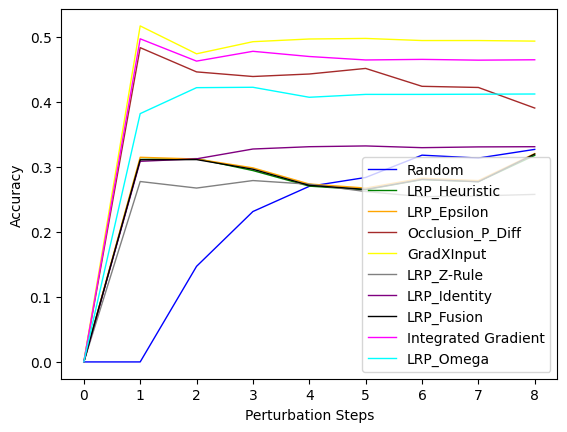 Accuracy
0.5
0.4
0.3
0.2
0.1
0.0
Random
LRP_Heuristic
LRP_Epsilon
Occlusion_P_Diff
GradXInput
LRP_Z-Rule
LRP_Identity
LRP_Fusion
Integrated Gradient
LRP_Omega
0 1 2 3 4 5 6 7 8
Perturbation Steps